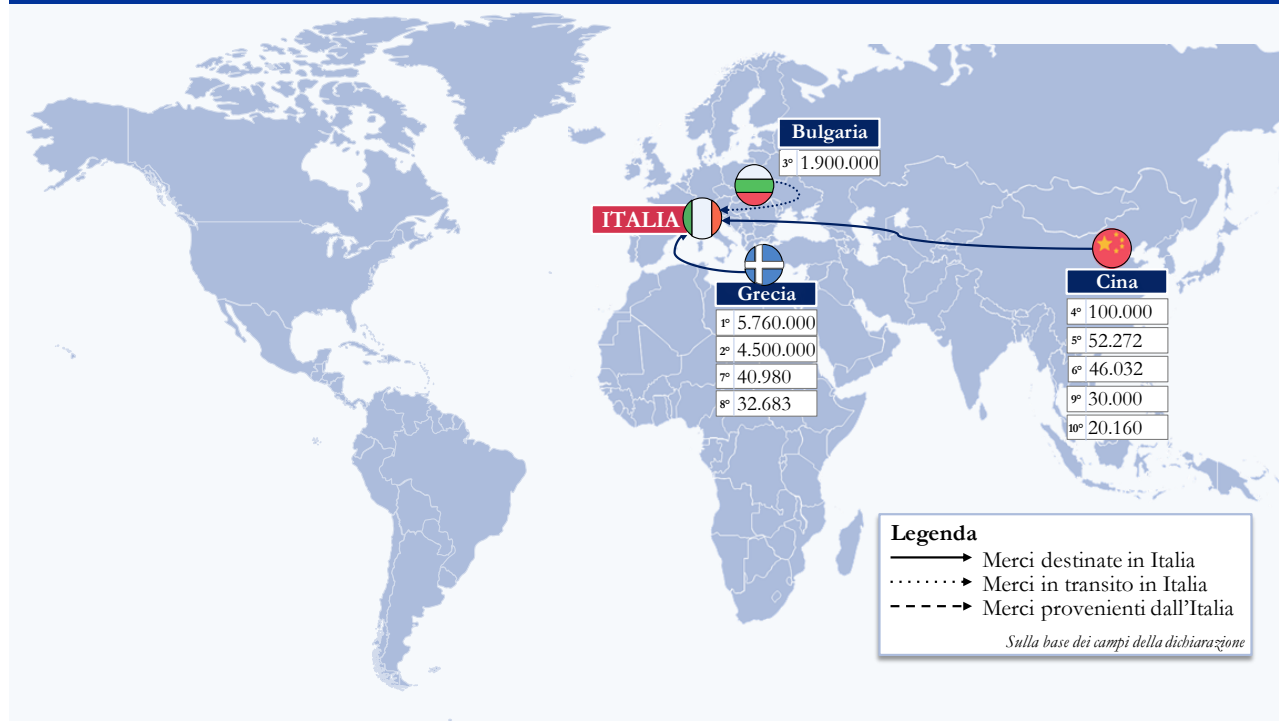 Bulgaria
3° 1.900.000
ITALIA
Grecia
1° 5.760.000
2° 4.500.000
7° 40.980
8° 32.683
Cina
4° 100.000
5° 52.272
6° 46.032
9° 30.000
10° 20.160
Legenda
Merci destinate in Italia
Merci in transito in Italia
Merci provenienti dall'Italia
Sulla base dei campi della dichiarazione